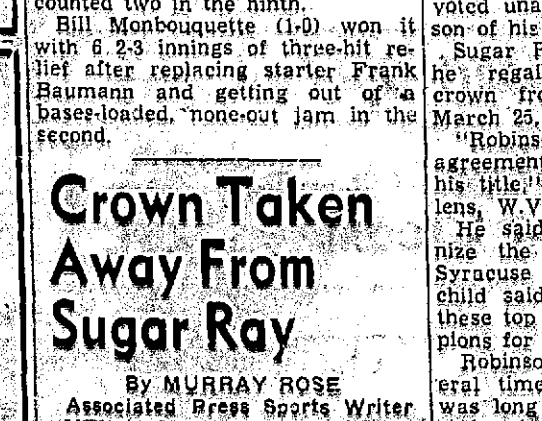 counted two in the ninth.
Bill Monbouquette (1-0) won it
with 6 2-3 innings of three-hit re-
lief after replacing starter Frank
Baumann and getting out of a
bases-loaded, none-out jam in the
second.
Crown Taken
Away From
Sugar Ray
By MURRAY ROSE
Associated Press Sports Writer
voted una
son of his
Sugar R
he regai
crown fro
March 25,
"Robins
agreement
his title,"
lens, W.V
He said
nize the
Syracuse
child said
these top
pions for
Robinso
eral time
was long